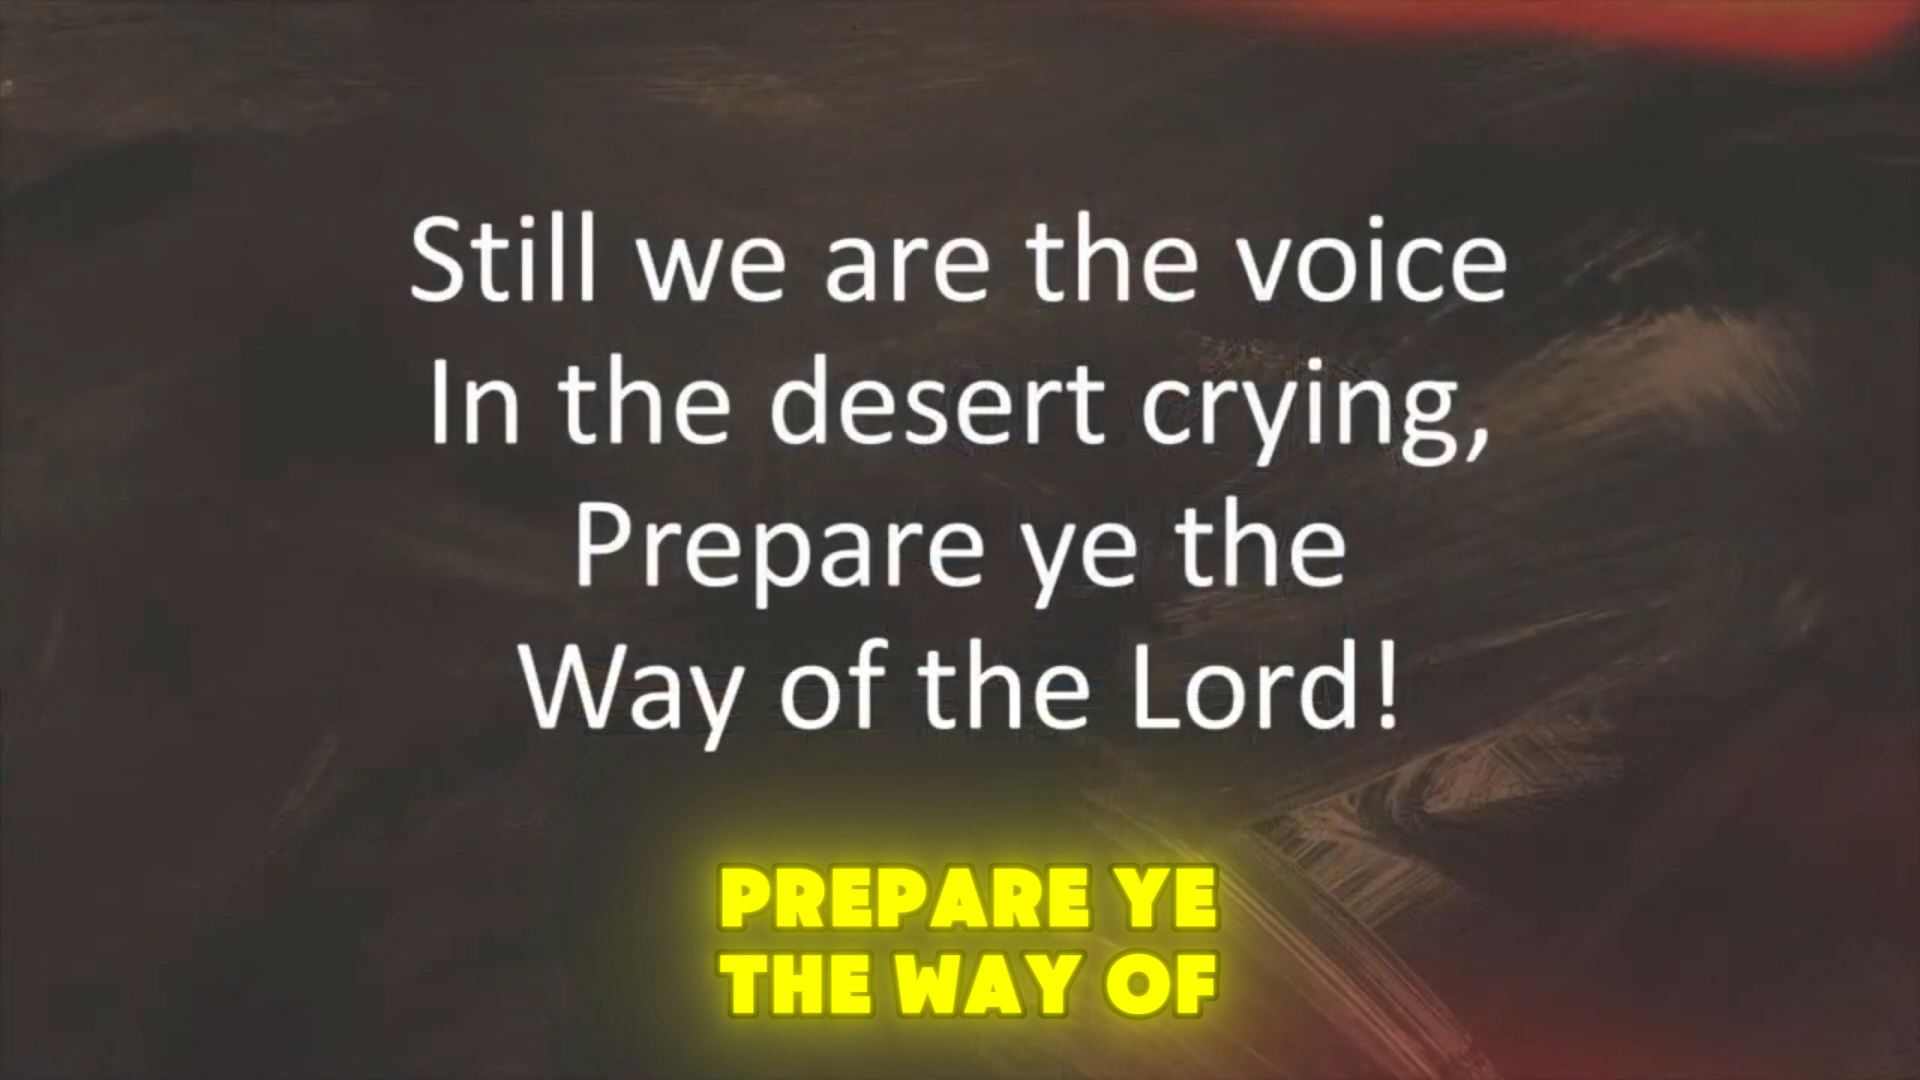 Still we are the voice
In the desert crying,
Prepare ye the
Way of the Lord!
PREPARE YE
THE WAY OF